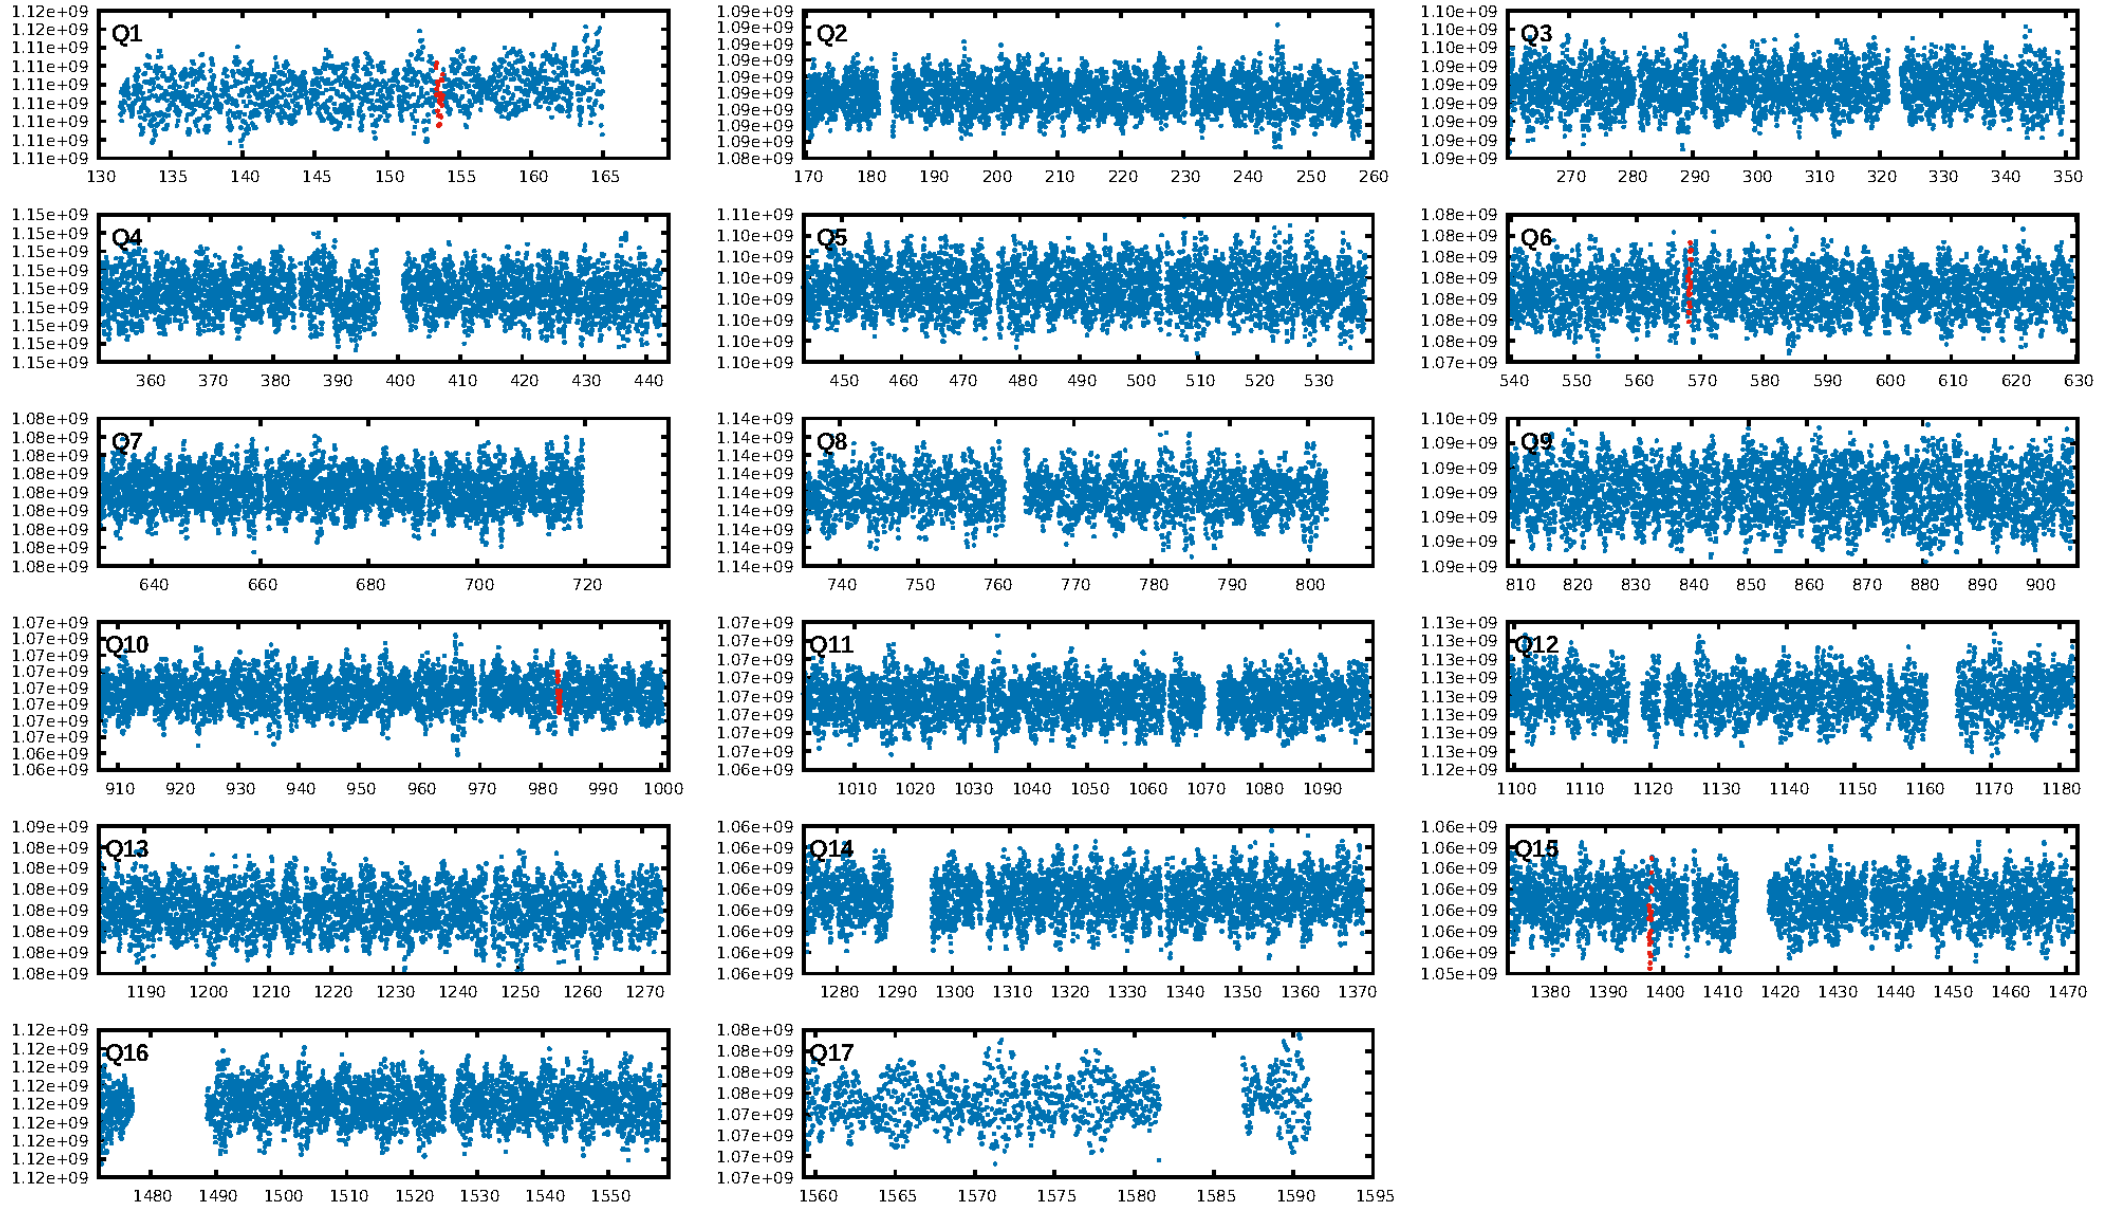 1.12e+09
1.12e+09
1.11e+09
1.11e+09
1.11e+09
1.11e+09
1.11e+09
1.11e+09
1.11e+09
Q1
130 135 140 145 150 155 160 165
1.09e+09
1.09e+09
1.09e+09
1.09e+09
1.09e+09
1.09e+09
1.09e+09
1.09e+09
1.09e+09
1.08e+09
Q2
170 180 190 200 210 220 230 240 250 260
1.10e+09
1.10e+09
1.10e+09
1.09e+09
1.09e+09
1.09e+09
1.09e+09
1.09e+09
1.09e+09
Q3
270 280 290 300 310 320 330 340 350
1.15e+09
1.15e+09
1.15e+09
1.15e+09
1.15e+09
1.15e+09
1.15e+09
1.15e+09
1.15e+09
Q4
360 370 380 390 400 410 420 430 440
1.11e+09
1.10e+09
1.10e+09
1.10e+09
1.10e+09
1.10e+09
1.10e+09
1.10e+09
Q5
450 460 470 480 490 500 510 520 530
1.08e+09
1.08e+09
1.08e+09
1.08e+09
1.08e+09
1.08e+09
1.08e+09
1.07e+09
Q6
540 550 560 570 580 590 600 610 620 630
1.08e+09
1.08e+09
1.08e+09
1.08e+09
1.08e+09
1.08e+09
1.08e+09
1.08e+09
1.08e+09
Q7
640 660 680 700 720
1.14e+09
1.14e+09
1.14e+09
1.14e+09
1.14e+09
1.14e+09
1.14e+09
1.14e+09
1.14e+09
Q8
740 750 760 770 780 790 800
1.10e+09
1.09e+09
1.09e+09
1.09e+09
1.09e+09
1.09e+09
1.09e+09
Q9
810 820 830 840 850 860 870 880 890 900
1.07e+09
1.07e+09
1.07e+09
1.07e+09
1.07e+09
1.07e+09
1.07e+09
1.07e+09
1.06e+09
1.06e+09
Q10
910 920 930 940 950 960 970 980 990 1000
1.07e+09
1.07e+09
1.07e+09
1.07e+09
1.07e+09
1.07e+09
1.07e+09
1.07e+09
1.06e+09
Q11
1010 1020 1030 1040 1050 1060 1070 1080 1090
1.13e+09
1.13e+09
1.13e+09
1.13e+09
1.13e+09
1.13e+09
1.13e+09
1.13e+09
1.12e+09
Q12
1100 1110 1120 1130 1140 1150 1160 1170 1180
1.09e+09
1.08e+09
1.08e+09
1.08e+09
1.08e+09
1.08e+09
1.08e+09
1.08e+09
Q13
1190 1200 1210 1220 1230 1240 1250 1260 1270
1.06e+09
1.06e+09
1.06e+09
1.06e+09
1.06e+09
1.06e+09
1.06e+09
1.06e+09
Q14
1280 1290 1300 1310 1320 1330 1340 1350 1360 1370
1.06e+09
1.06e+09
1.06e+09
1.06e+09
1.06e+09
1.06e+09
1.06e+09
1.05e+09
Q15
1380 1390 1400 1410 1420 1430 1440 1450 1460 1470
1.12e+09
1.12e+09
1.12e+09
1.12e+09
1.12e+09
1.12e+09
1.12e+09
1.12e+09
1.12e+09
Q16
1480 1490 1500 1510 1520 1530 1540 1550
1.08e+09
1.08e+09
1.08e+09
1.08e+09
1.07e+09
1.07e+09
1.07e+09
1.07e+09
Q17
1560 1565 1570 1575 1580 1585 1590 1595